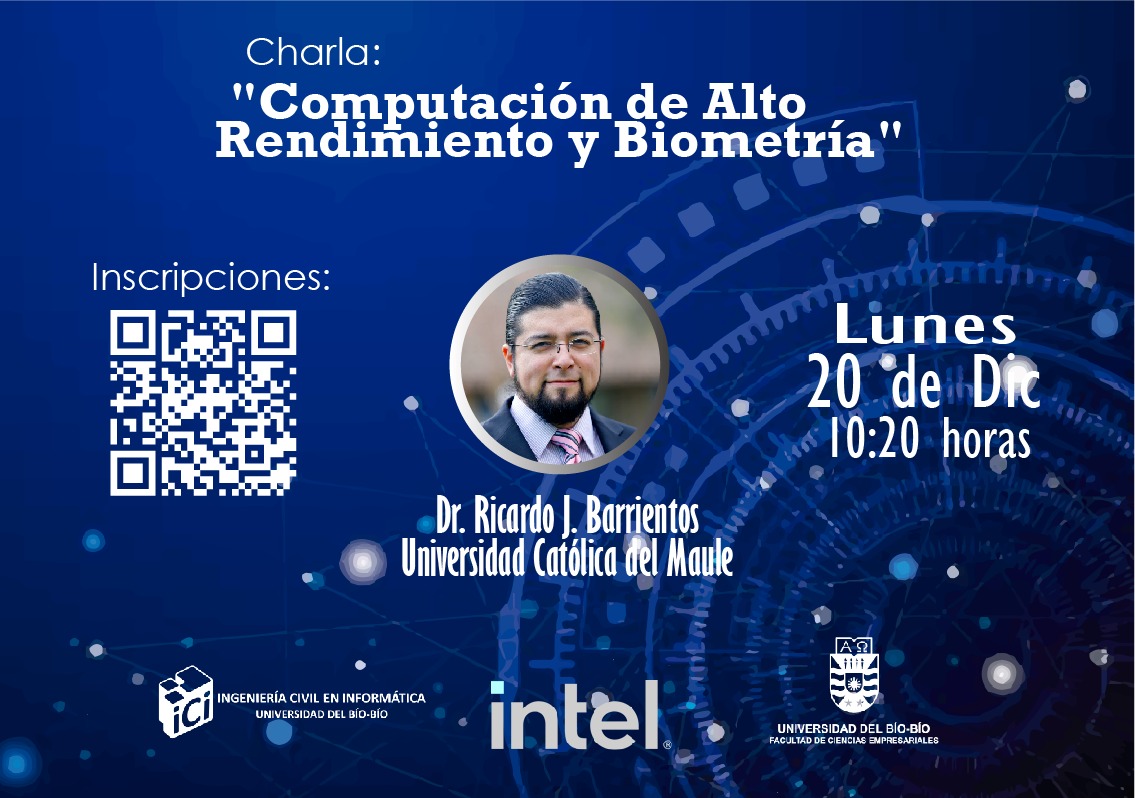 Charla:
"Computación de Alto
Rendimiento y Biometría"
Inscripciones:
Lunes
20 de Dic
10:20 horas
Dr. Ricardo J. Barrientos
Universidad Católica del Maule
iCi
INGENIERÍA CIVIL EN INFORMÁTICA
UNIVERSIDAD DEL BÍO-BÍO
intel®
ΑΩ
UNIVERSIDAD DEL BÍO-BÍO
FACULTAD DE CIENCIAS EMPRESARIALES